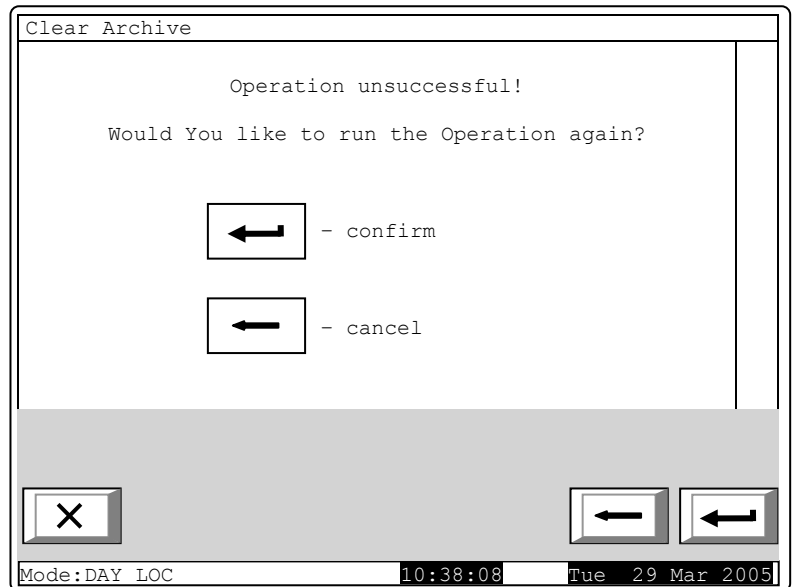 Clear Archive
Operation unsuccessful!
Would You like to run the Operation again?
- confirm
- cancel
Mode:DAY LOC 10:38:08 Tue 29 Mar 2005